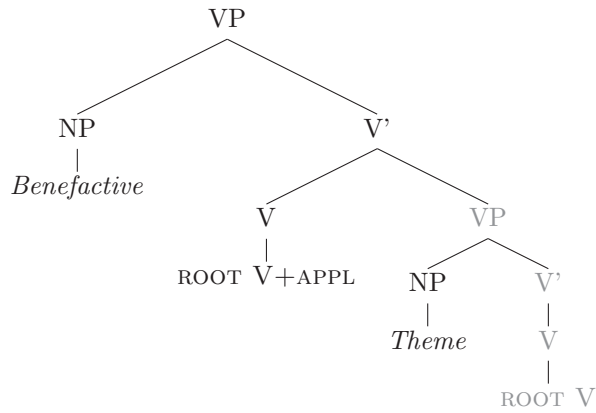 VP
NP V'
Benefactive
V VP
ROOT V+APPL NP V'
Theme V
ROOT V